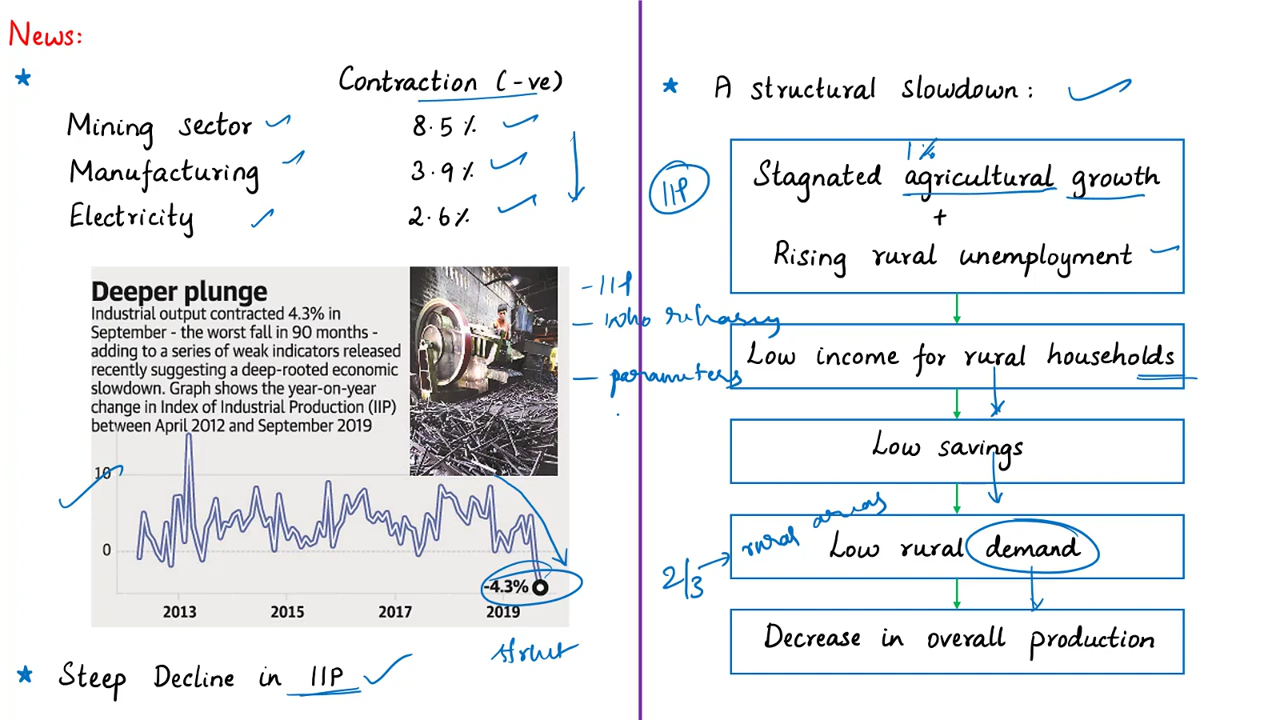 News:
★ Contraction (-ve)
Mining sector 8.5%
Manufacturing 3.9%
Electricity 2.6%
Deeper plunge
Industrial output contracted 4.3% in
September - the worst fall in 90 months -
adding to a series of weak indicators released
recently suggesting a deep-rooted economic
slowdown. Graph shows the year-on-year
change in Index of Industrial Production (IIP)
between April 2012 and September 2019
10
0
-4.3%
2013 2015 2017 2019
★ Steep Decline in IIP
- IIP
- who
- parameters
★ A structural slowdown:
IIP
1%
Stagnated agricultural growth
+
Rising rural unemployment
Low income for rural households
Low savings
2/3 → rural areas
Low rural demand
Decrease in overall production